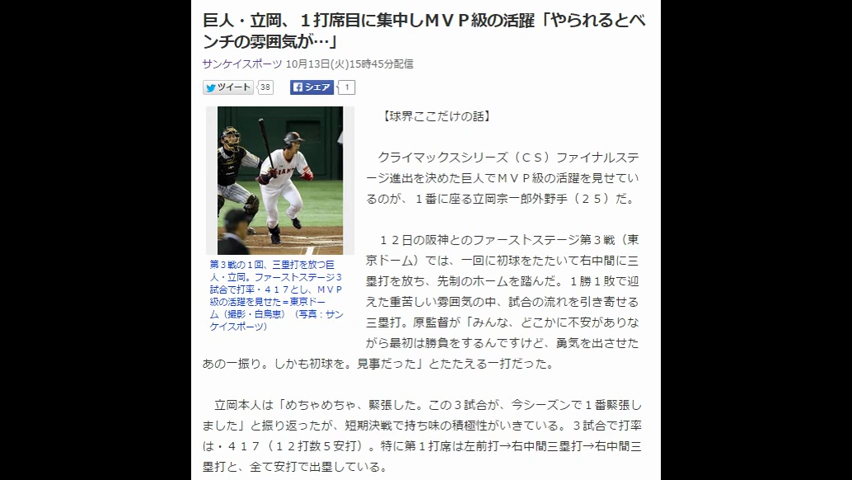 巨人・立岡、１打席目に集中しＭＶＰ級の活躍「やられるとベ
ンチの雰囲気が…」
サンケイスポーツ 10月13日(火)15時45分配信
ツイート 38 シェア 1
【球界ここだけの話】
クライマックスシリーズ（ＣＳ）ファイナルステ
ージ進出を決めた巨人でＭＶＰ級の活躍を見せてい
るのが、１番に座る立岡宗一郎外野手（２５）だ。
第３戦の１回、三塁打を放つ巨
人・立岡。ファーストステージ３
試合で打率・４１７とし、ＭＶＰ
級の活躍を見せた＝東京ドー
ム（撮影・白鳥恵）（写真：サン
ケイスポーツ）
１２日の阪神とのファーストステージ第３戦（東
京ドーム）では、一回に初球をたたいて右中間に三
塁打を放ち、先制のホームを踏んだ。１勝１敗で迎
えた重苦しい雰囲気の中、試合の流れを引き寄せる
三塁打。原監督が「みんな、どこかに不安がありな
がら最初は勝負をするんですけど、勇気を出させた
あの一振り。しかも初球を。見事だった」とたたえる一打だった。
立岡本人は「めちゃめちゃ、緊張した。この３試合が、今シーズンで１番緊張し
ました」と振り返ったが、短期決戦で持ち味の積極性がいきている。３試合で打率
は・４１７（１２打数５安打）。特に第１打席は左前打→右中間三塁打→右中間三
塁打と、全て安打で出塁している。